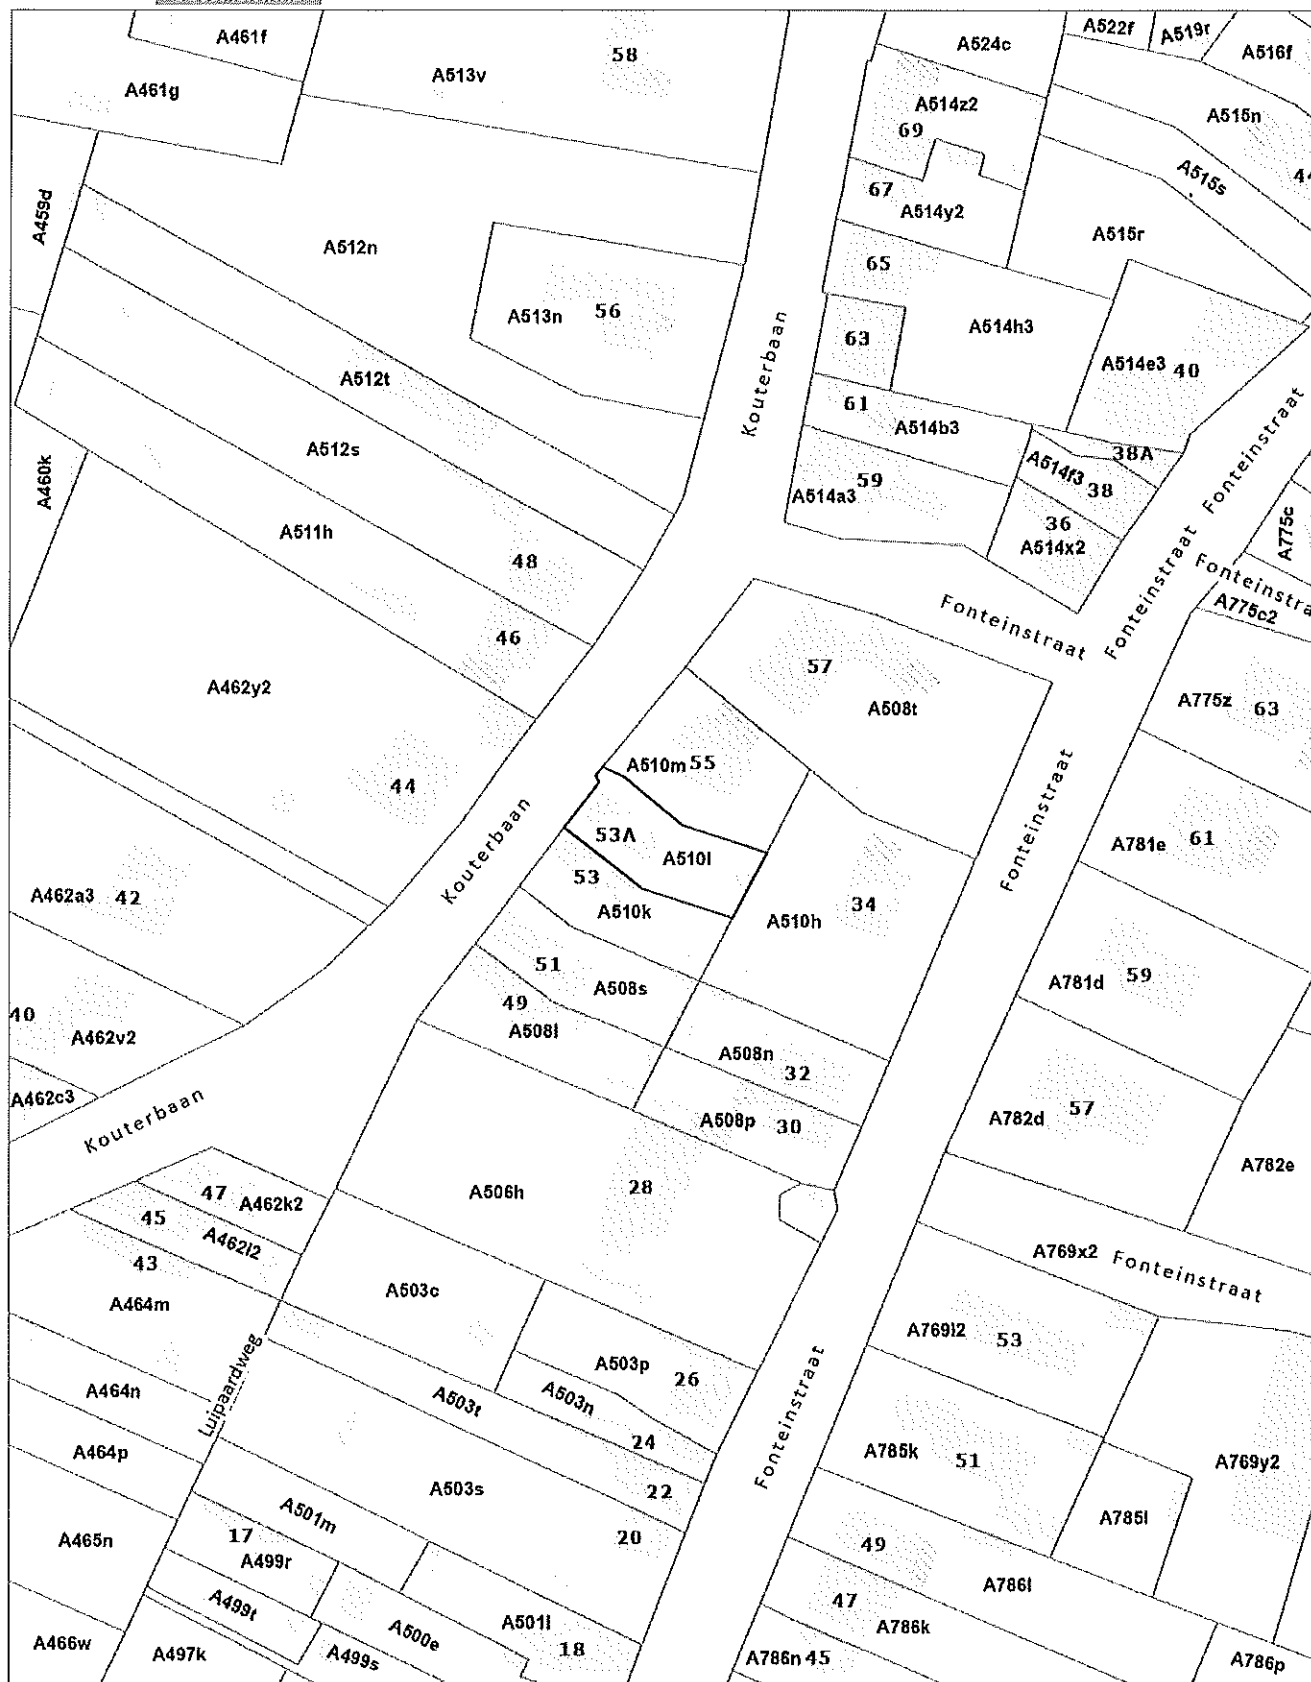 A461f
58
A524c
A522f
A519r
A516f
A513v
A461g
A514z2
A515n
69
67
A515s
A459d
A514y2
A512n
A515r
65
A513n
56
A514h3
63
Kouterbaan
A514e3
40
A512t
61
A514b3
Fonteinstraat
A512s
38A
A460k
A514f3
59
38
A514a3
36
A514x2
A775c
A511h
48
Fonteinstraat
A775c2
Fonteinstraat
Fonteinstraat
46
57
A462y2
A508t
A775z
63
A510m
55
44
Kouterbaan
53A
A510l
Fonteinstraat
A781e
61
53
A462a3
42
A510k
34
A510h
51
A508s
A781d
59
49
A508l
40
A462v2
A508n
32
A462c3
Kouterbaan
A508p
30
57
A782d
A782e
47
A462k2
A506h
28
45
A462l2
43
A769x2
Fonteinstraat
A503c
A464m
A769l2
53
A503p
26
Luipaardweg
A464n
A503t
A503n
Fonteinstraat
24
A464p
A785k
51
A769y2
A503s
22
A501m
A785l
17
20
A465n
A499r
49
A786l
A499t
47
A501l
A500e
A786k
18
A466w
A497k
A499s
A786n
45
A786p